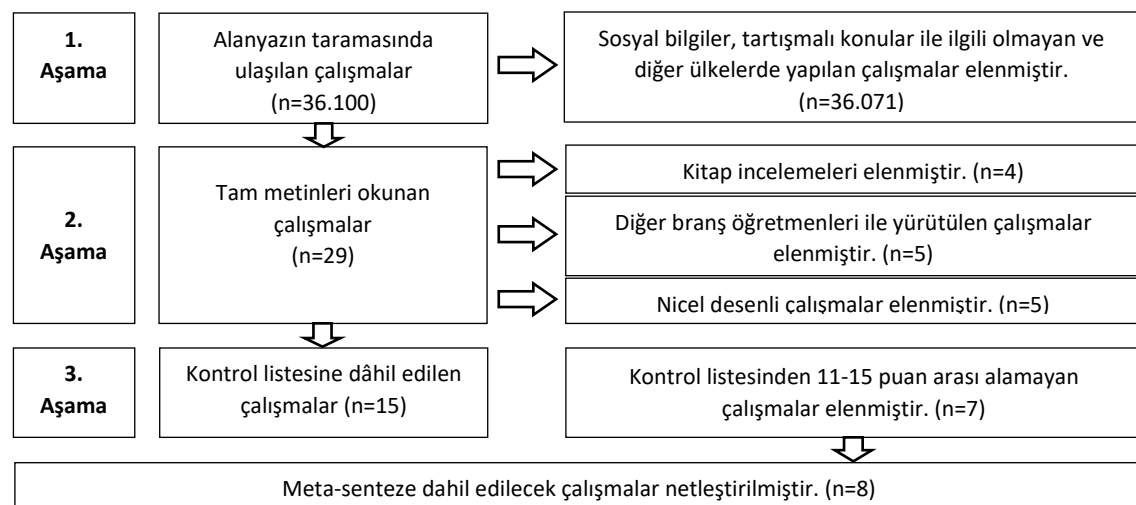 1.
Aşama
Alanyazın taramasında
ulaşılan çalışmalar
(n=36.100)
Sosyal bilgiler, tartışmalı konular ile ilgili olmayan ve
diğer ülkelerde yapılan çalışmalar elenmiştir.
(n=36.071)
2.
Aşama
Tam metinleri okunan
çalışmalar
(n=29)
Kitap incelemeleri elenmiştir. (n=4)
Diğer branş öğretmenleri ile yürütülen çalışmalar
elenmiştir. (n=5)
Nicel desenli çalışmalar elenmiştir. (n=5)
3.
Aşama
Kontrol listesine dâhil edilen
çalışmalar (n=15)
Kontrol listesinden 11-15 puan arası alamayan
çalışmalar elenmiştir. (n=7)
Meta-senteze dahil edilecek çalışmalar netleştirilmiştir. (n=8)